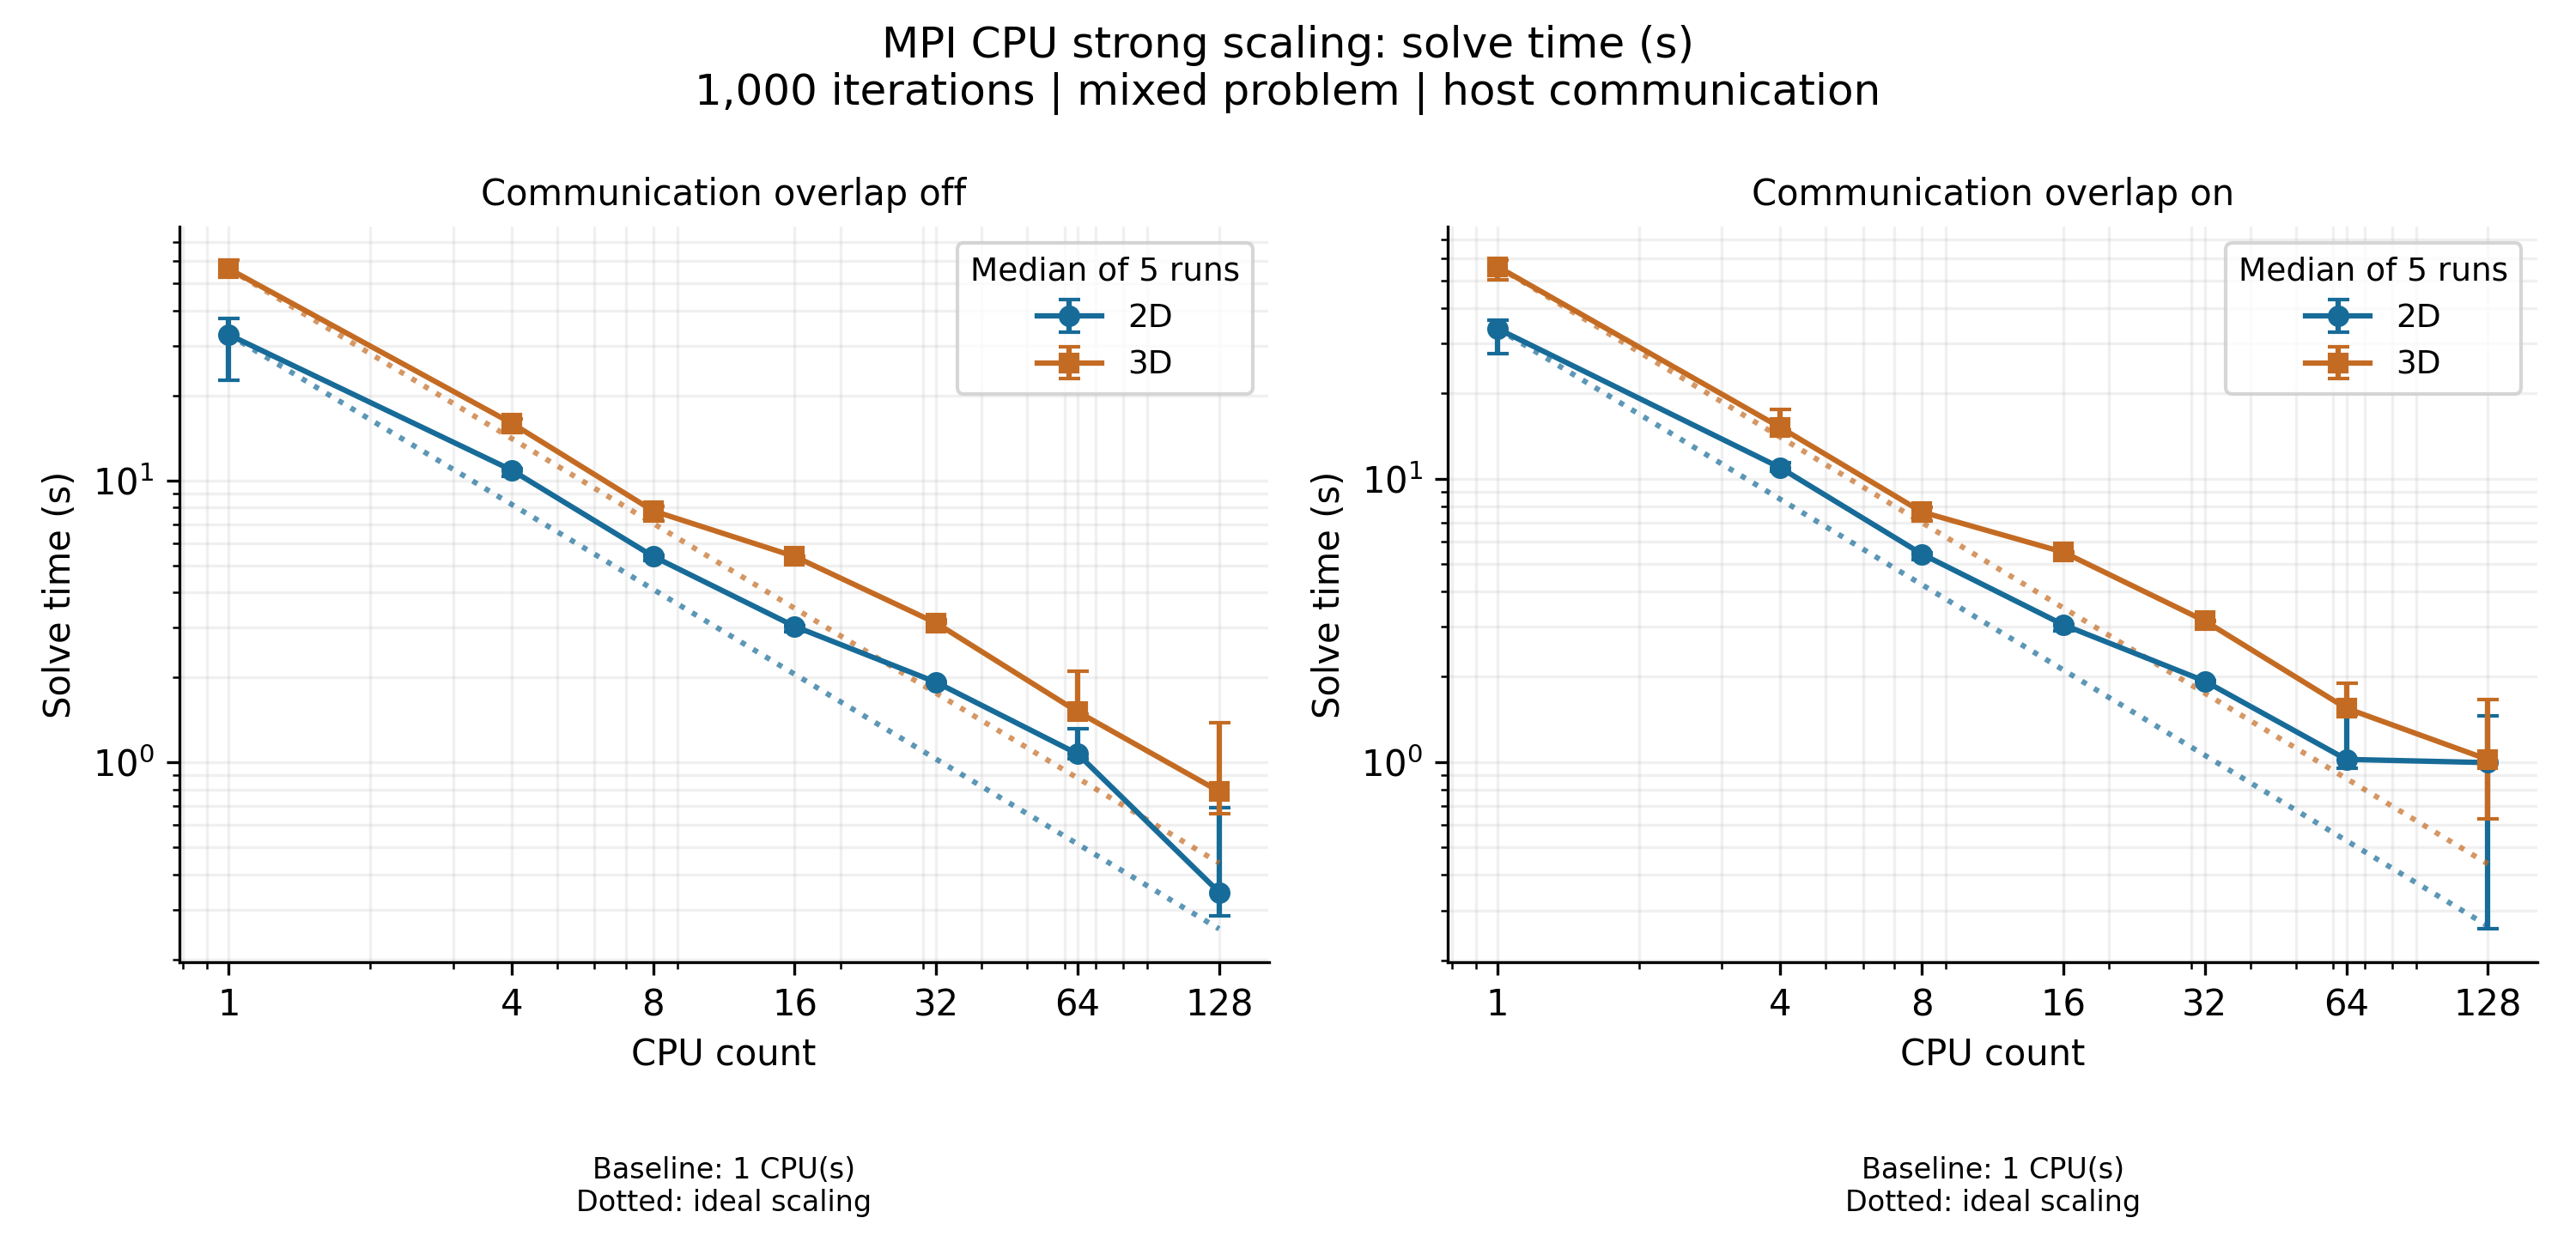 MPI CPU strong scaling: solve time (s)
1,000 iterations | mixed problem | host communication
Communication overlap off
Median of 5 runs
2D
3D
Solve time (s)
10¹
10⁰
1 4 8 16 32 64 128
CPU count
Baseline: 1 CPU(s)
Dotted: ideal scaling
Communication overlap on
Median of 5 runs
2D
3D
Solve time (s)
10¹
10⁰
1 4 8 16 32 64 128
CPU count
Baseline: 1 CPU(s)
Dotted: ideal scaling